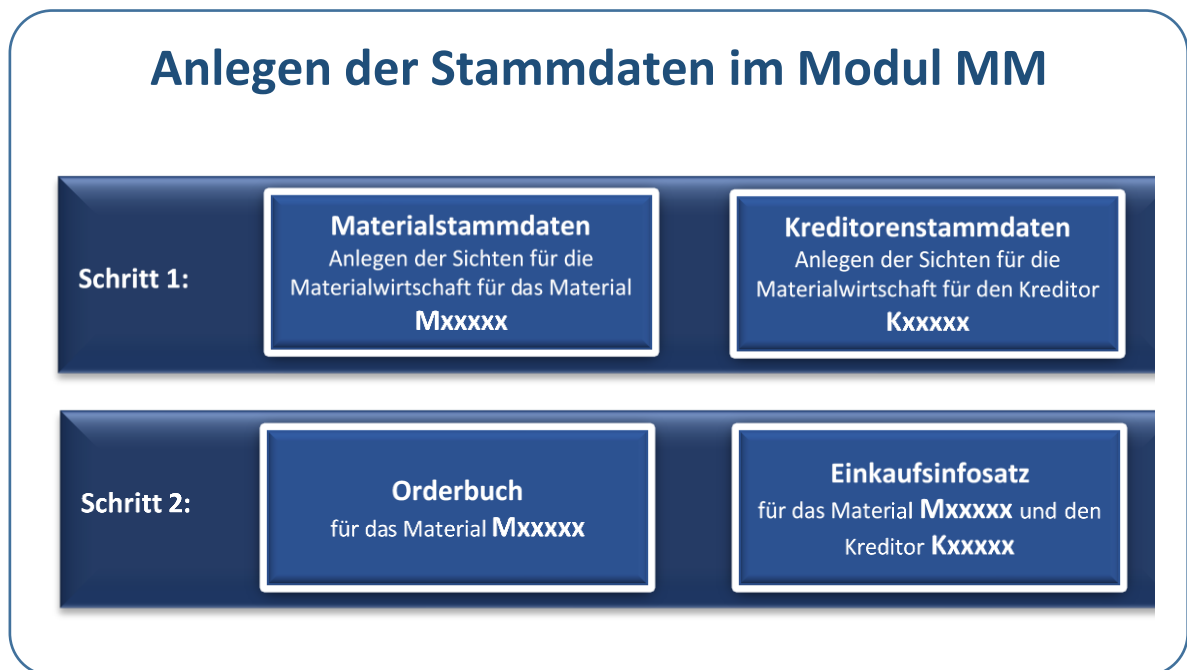 Anlegen der Stammdaten im Modul MM
Schritt 1:
Materialstammdaten
Anlegen der Sichten für die
Materialwirtschaft für das Material
Mxxxxx
Kreditorenstammdaten
Anlegen der Sichten für die
Materialwirtschaft für den Kreditor
Kxxxxx
Schritt 2:
Orderbuch
für das Material Mxxxxx
Einkaufsinfosatz
für das Material Mxxxxx und den
Kreditor Kxxxxx